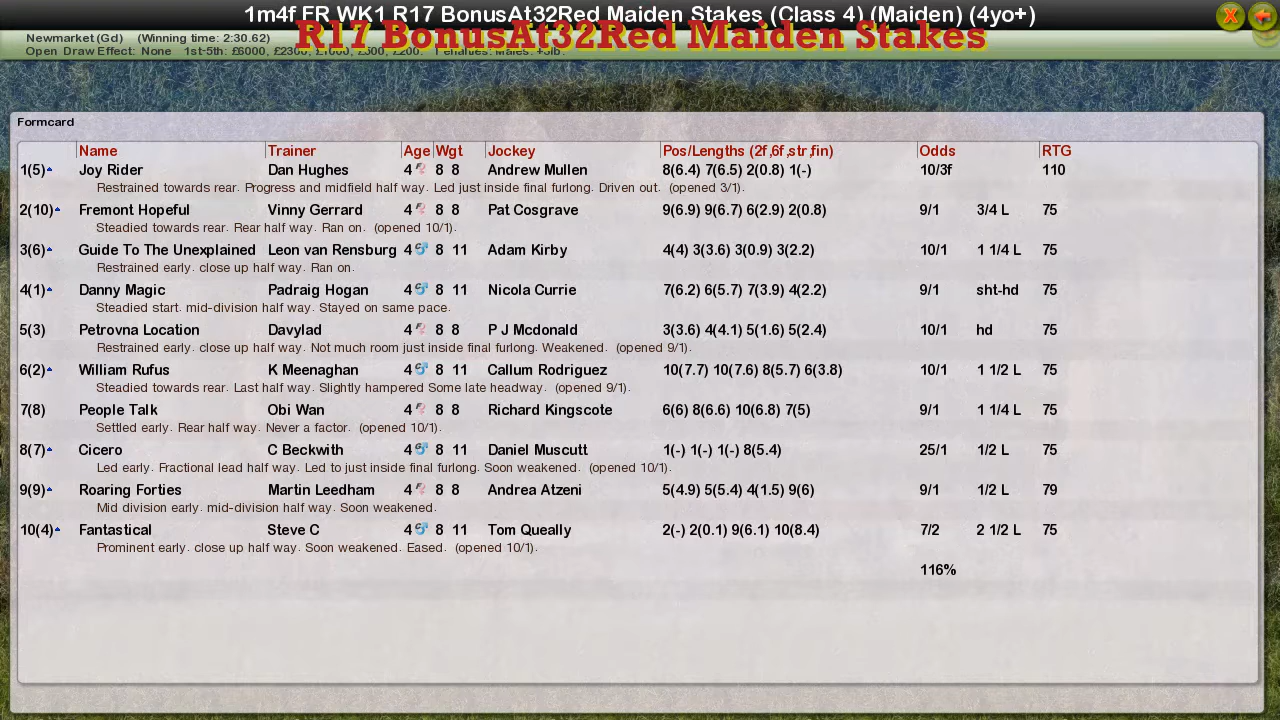 1m4f FR WK1 R17 BonusAt32Red Maiden Stakes (Class 4) (Maiden) (4yo+)
R17 BonusAt32Red Maiden Stakes
Newmarket (Gd) (Winning time: 2:30.62)
Open Draw Effect: None 1st-5th: £6000, £2300, £1000, £500, £200. Penalties: Males: +3lb.
Formcard
Name Trainer Age Wgt Jockey Pos/Lengths (2f,6f,str,fin) Odds RTG
1(5) Joy Rider Dan Hughes 4 8 8 Andrew Mullen 8(6.4) 7(6.5) 2(0.8) 1(-) 10/3f 110
Restrained towards rear. Progress and midfield half way. Led just inside final furlong. Driven out. (opened 3/1).
2(10) Fremont Hopeful Vinny Gerrard 4 8 8 Pat Cosgrave 9(6.9) 9(6.7) 6(2.9) 2(0.8) 9/1 3/4 L 75
Steadied towards rear. Rear half way. Ran on. (opened 10/1).
3(6) Guide To The Unexplained Leon van Rensburg 4 8 11 Adam Kirby 4(4) 3(3.6) 3(0.9) 3(2.2) 10/1 1 1/4 L 75
Restrained early. close up half way. Ran on.
4(1) Danny Magic Padraig Hogan 4 8 11 Nicola Currie 7(6.2) 6(5.7) 7(3.9) 4(2.2) 9/1 sht-hd 75
Steadied start. mid-division half way. Stayed on same pace.
5(3) Petrovna Location Davylad 4 8 8 P J Mcdonald 3(3.6) 4(4.1) 5(1.6) 5(2.4) 10/1 hd 75
Restrained early. close up half way. Not much room just inside final furlong. Weakened. (opened 9/1).
6(2) William Rufus K Meenaghan 4 8 11 Callum Rodriguez 10(7.7) 10(7.6) 8(5.7) 6(3.8) 10/1 1 1/2 L 75
Steadied towards rear. Last half way. Slightly hampered Some late headway. (opened 9/1).
7(8) People Talk Obi Wan 4 8 8 Richard Kingscote 6(6) 8(6.6) 10(6.8) 7(5) 9/1 1 1/4 L 75
Settled early. Rear half way. Never a factor. (opened 10/1).
8(7) Cicero C Beckwith 4 8 11 Daniel Muscutt 1(-) 1(-) 1(-) 8(5.4) 25/1 1/2 L 75
Led early. Fractional lead half way. Led to just inside final furlong. Soon weakened. (opened 10/1).
9(9) Roaring Forties Martin Leedham 4 8 8 Andrea Atzeni 5(4.9) 5(5.4) 4(1.5) 9(6) 9/1 1/2 L 79
Mid division early. mid-division half way. Soon weakened.
10(4) Fantastical Steve C 4 8 11 Tom Queally 2(-) 2(0.1) 9(6.1) 10(8.4) 7/2 2 1/2 L 75
Prominent early. close up half way. Soon weakened. Eased. (opened 10/1).
116%